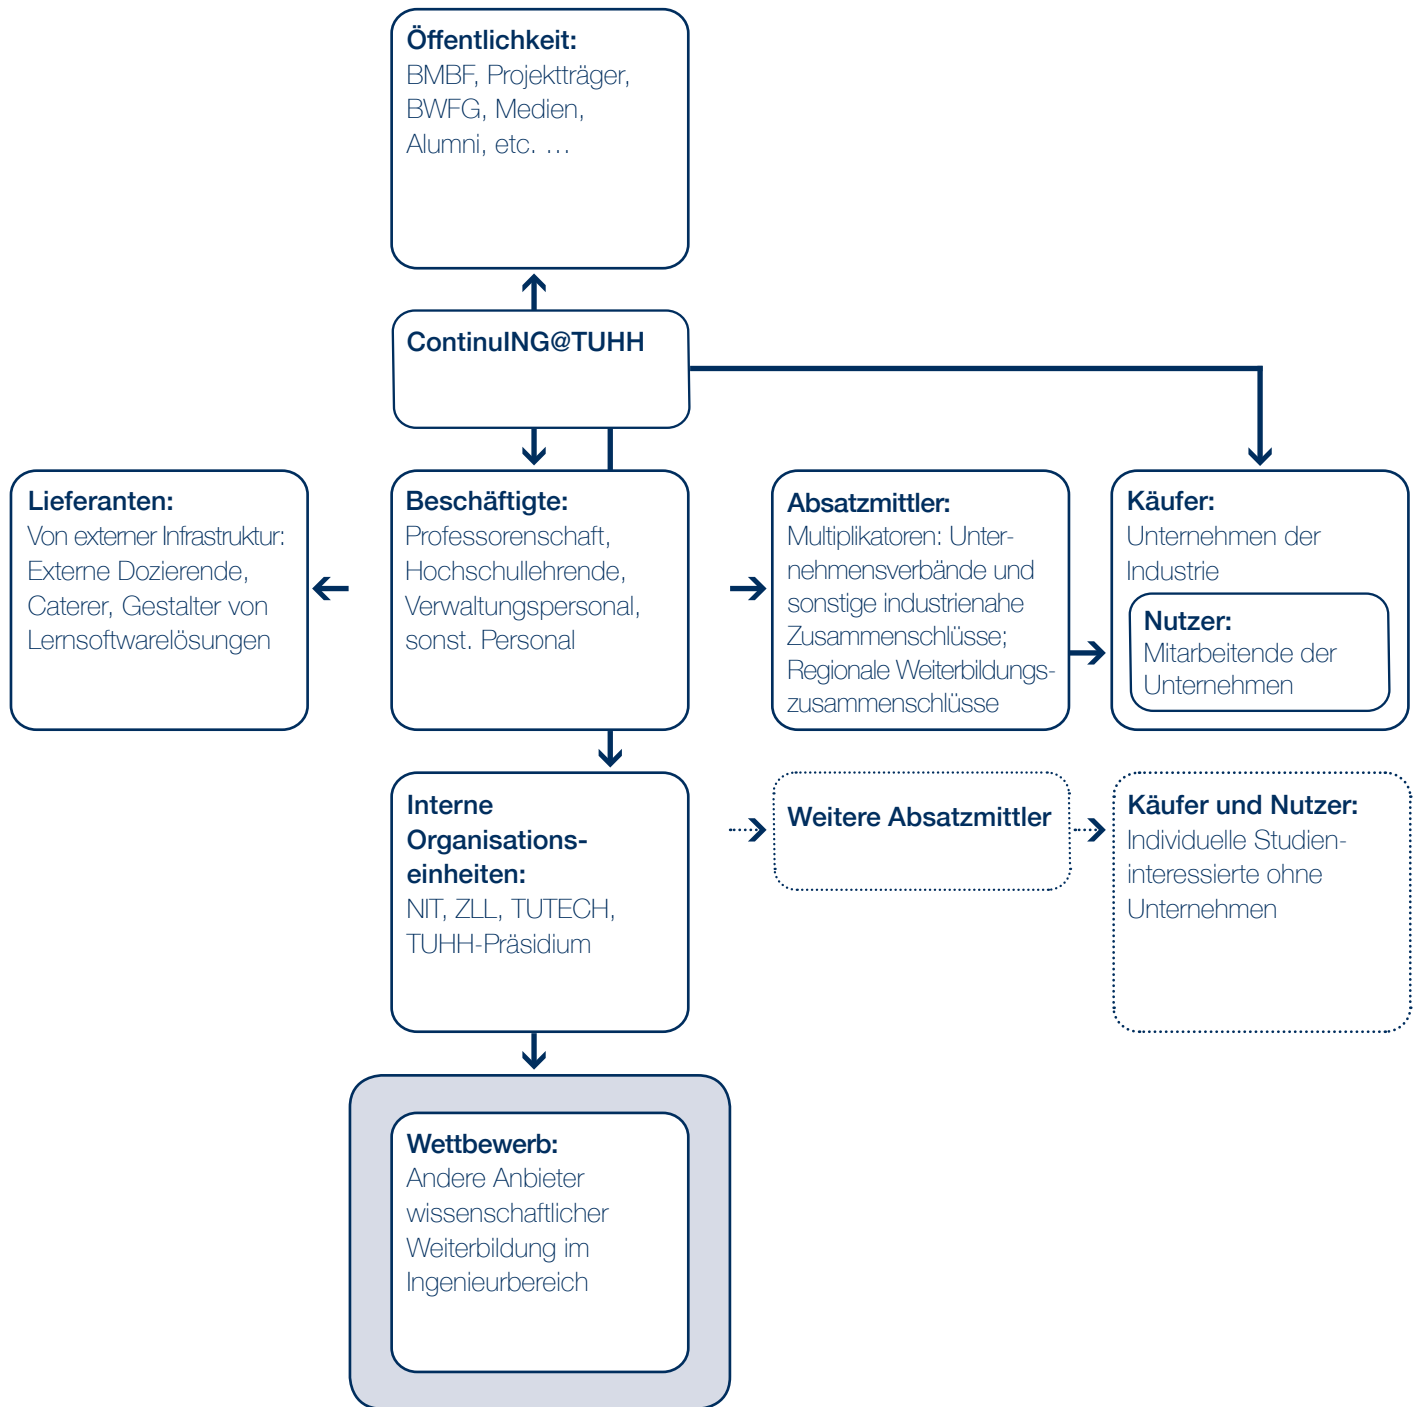 Öffentlichkeit:
BMBF, Projektträger,
BWFG, Medien,
Alumni, etc. …
ContinuING@TUHH
Lieferanten:
Von externer Infrastruktur:
Externe Dozierende,
Caterer, Gestalter von
Lernsoftwarelösungen
Beschäftigte:
Professorenschaft,
Hochschullehrende,
Verwaltungspersonal,
sonst. Personal
Absatzmittler:
Multiplikatoren: Unter-
nehmensverbände und
sonstige industrienahe
Zusammenschlüsse;
Regionale Weiterbildungs-
zusammenschlüsse
Käufer:
Unternehmen der
Industrie
Nutzer:
Mitarbeitende der
Unternehmen
Interne
Organisations-
einheiten:
NIT, ZLL, TUTECH,
TUHH-Präsidium
Weitere Absatzmittler
Käufer und Nutzer:
Individuelle Studien-
interessierte ohne
Unternehmen
Wettbewerb:
Andere Anbieter
wissenschaftlicher
Weiterbildung im
Ingenieurbereich